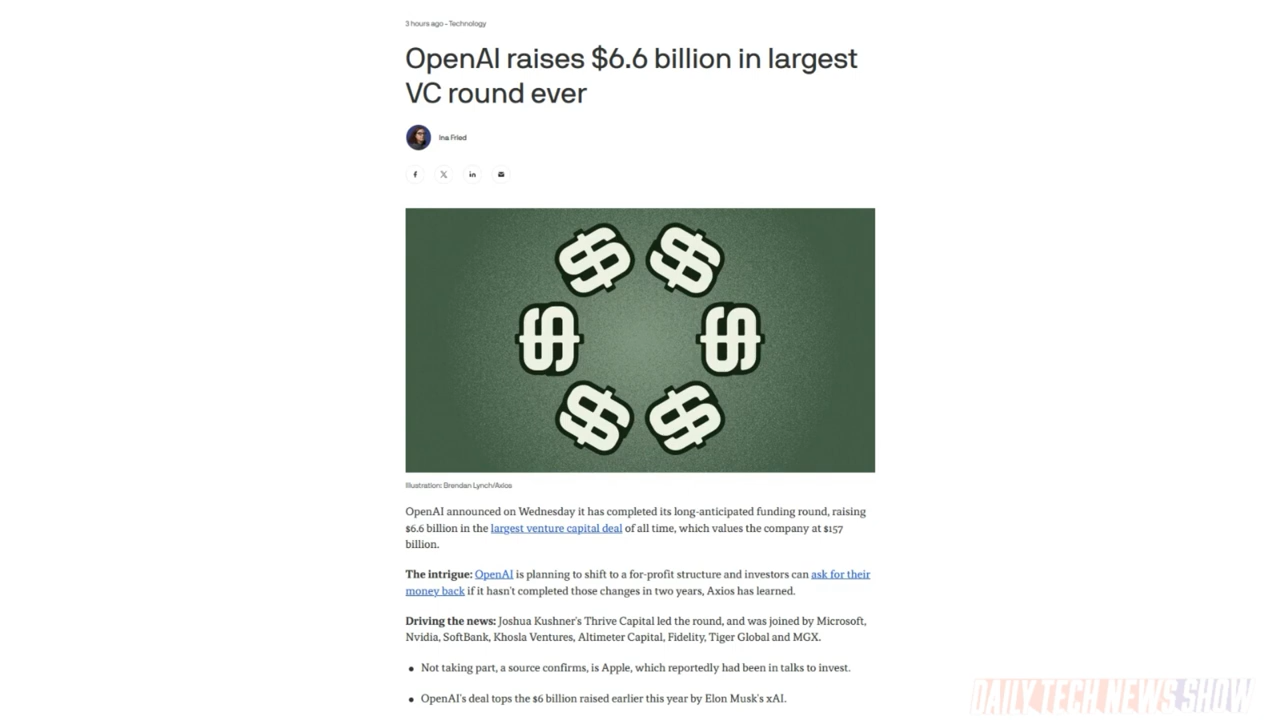 3 hours ago - Technology
OpenAI raises $6.6 billion in largest
VC round ever
Ina Fried
$ $
$ $
$ $
Illustration: Brendan Lynch/Axios
OpenAI announced on Wednesday it has completed its long-anticipated funding round, raising
$6.6 billion in the largest venture capital deal of all time, which values the company at $157
billion.
The intrigue: OpenAI is planning to shift to a for-profit structure and investors can ask for their
money back if it hasn't completed those changes in two years, Axios has learned.
Driving the news: Joshua Kushner's Thrive Capital led the round, and was joined by Microsoft,
Nvidia, SoftBank, Khosla Ventures, Altimeter Capital, Fidelity, Tiger Global and MGX.
• Not taking part, a source confirms, is Apple, which reportedly had been in talks to invest.
• OpenAI's deal tops the $6 billion raised earlier this year by Elon Musk's xAI.
DAILY TECH NEWS SHOW